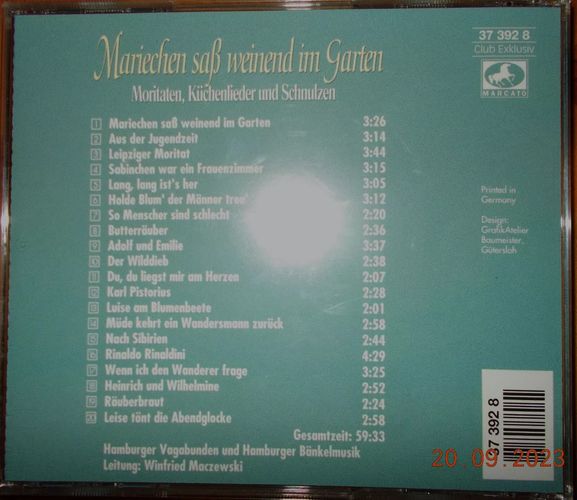 Mariechen saß weinend im Garten
Moritaten, Küchenlieder und Schnulzen
37 392 8
Club Exklusiv
MARCATO
1 Mariechen saß weinend im Garten 3:26
2 Aus der Jugendzeit 3:14
3 Leipziger Moritat 3:44
4 Sabinchen war ein Frauenzimmer 3:15
5 Lang, lang ist's her 3:05
6 Holde Blum' der Männer treu' 3:12
7 So Menscher sind schlecht 2:20
8 Butterräuber 2:36
9 Adolf und Emilie 3:37
10 Der Wilddieb 2:38
11 Du, du liegst mir am Herzen 2:07
12 Karl Pistorius 2:28
13 Luise am Blumenbeete 2:01
14 Müde kehrt ein Wandersmann zurück 2:58
15 Nach Sibirien 2:44
16 Rinaldo Rinaldini 4:29
17 Wenn ich den Wanderer frage 3:25
18 Heinrich und Wilhelmine 2:52
19 Räuberbraut 2:24
20 Leise tönt die Abendglocke 2:58
Gesamtzeit: 59:33
Hamburger Vagabunden und Hamburger Bänkelmusik
Leitung: Winfried Maczewski
Printed in
Germany
Design:
GrafikAtelier
Baumeister,
Gütersloh
37 392 8
20.09.2023